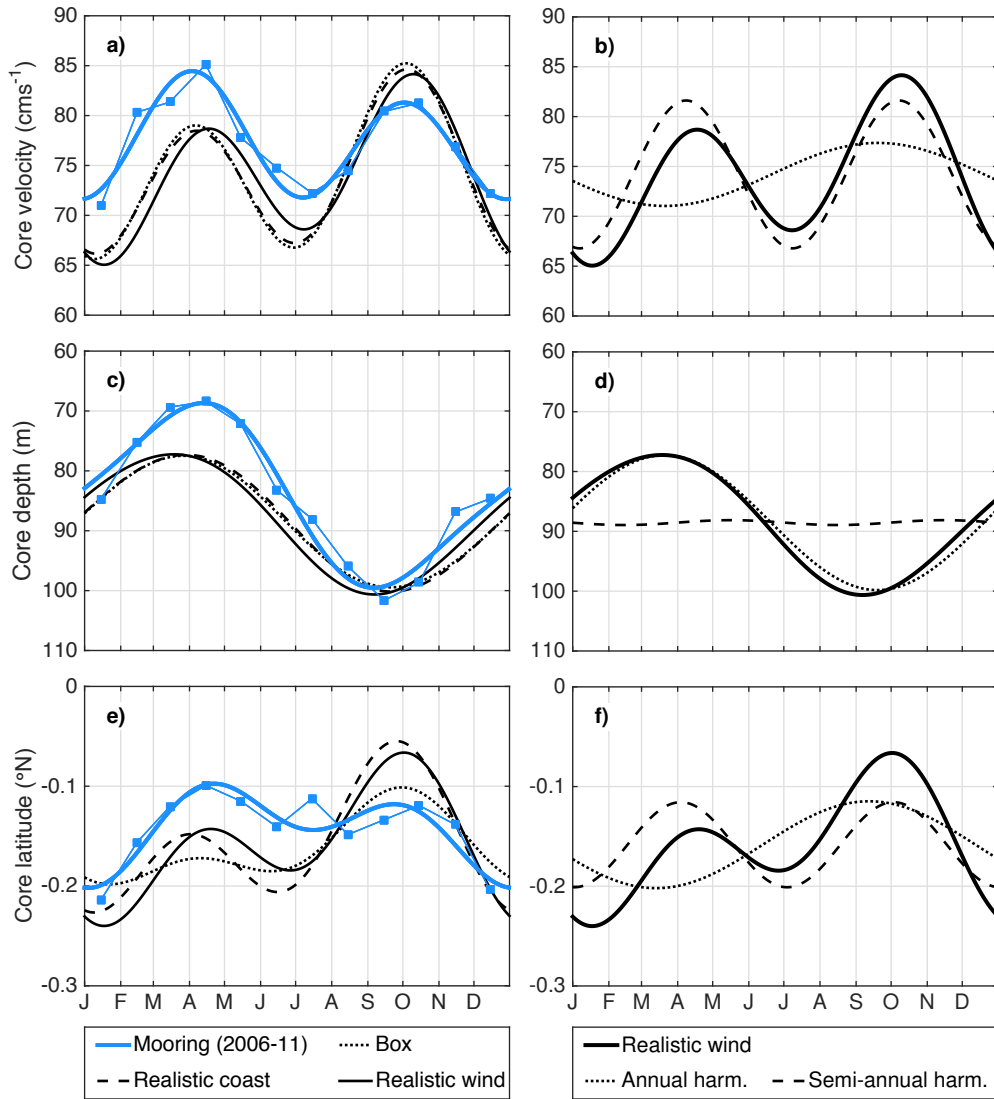 a)
Core velocity (cms⁻¹)
90
85
80
75
70
65
60
b)
90
85
80
75
70
65
60
c)
Core depth (m)
60
70
80
90
100
110
d)
60
70
80
90
100
110
e)
Core latitude (°N)
0
-0.1
-0.2
-0.3
J F M A M J J A S O N D
f)
0
-0.1
-0.2
-0.3
J F M A M J J A S O N D
Mooring (2006-11) Box
Realistic coast Realistic wind
Realistic wind
Annual harm. Semi-annual harm.